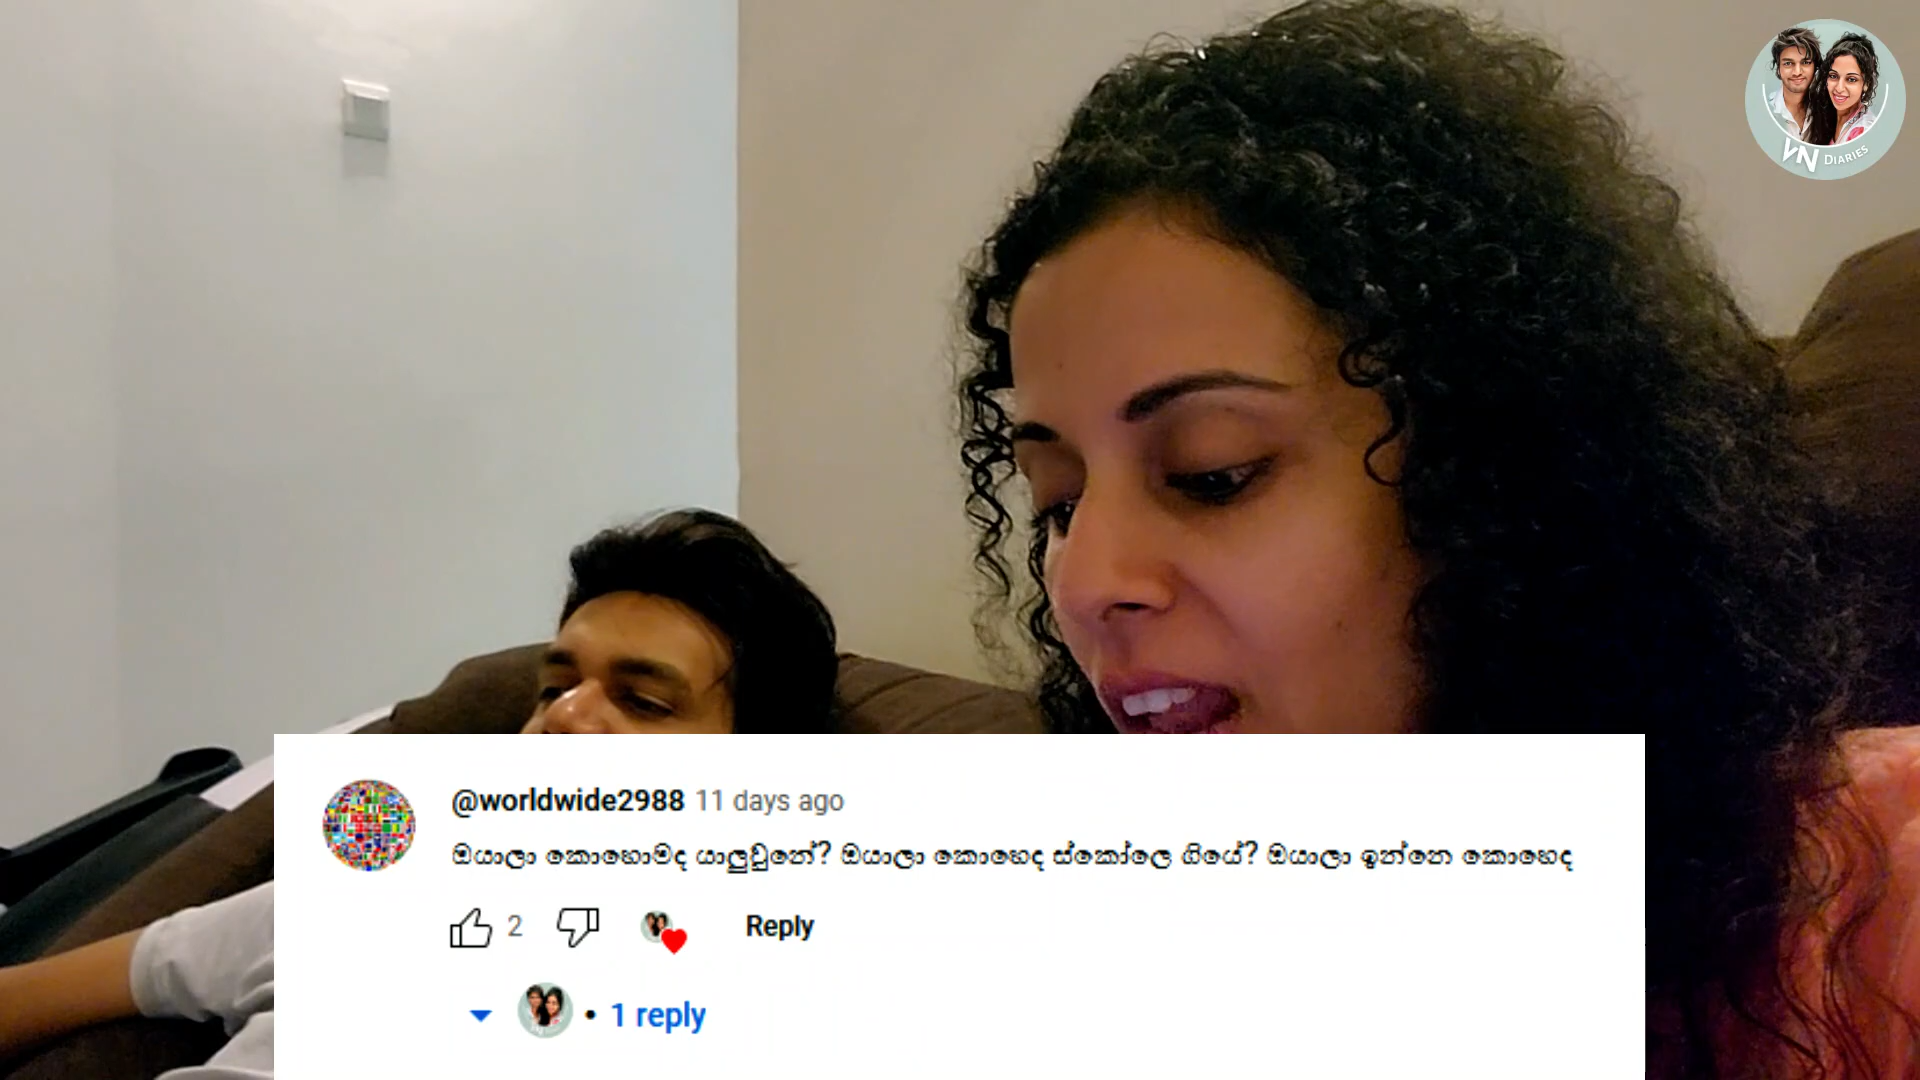 VN DIARIES
@worldwide2988 11 days ago
ඔයාලා කොහොමද යාලුවුනේ? ඔයාලා කොහෙද ස්කෝලෙ ගියේ? ඔයාලා ඉන්නෙ කොහෙද
2 Reply
• 1 reply